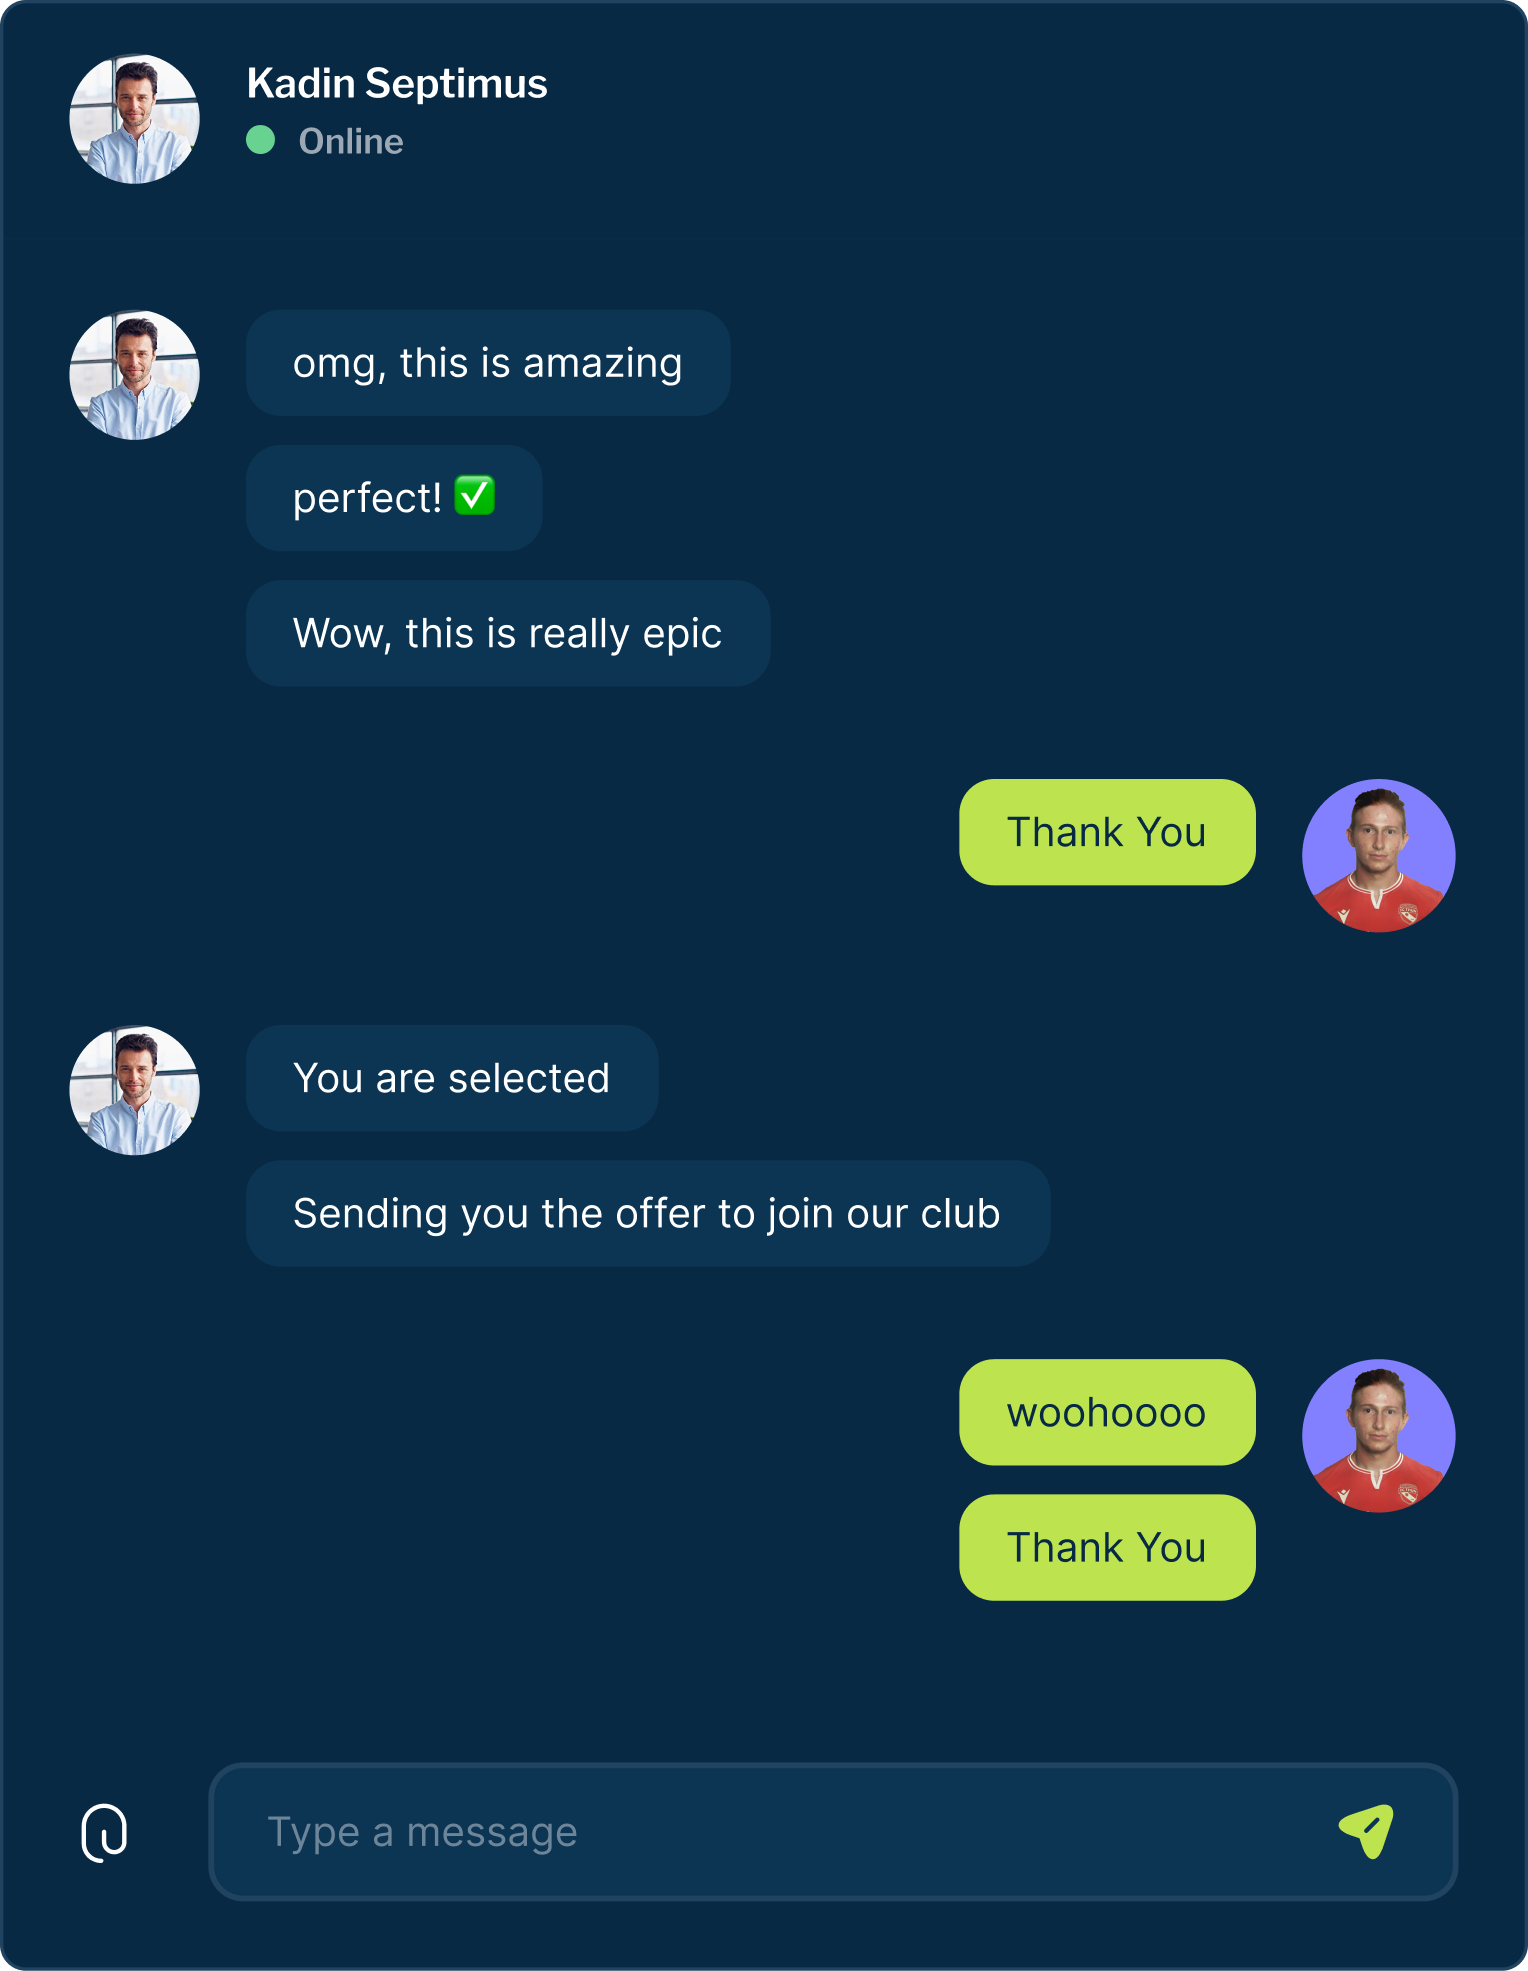 Kadin Septimus
Online
omg, this is amazing
perfect! ✅
Wow, this is really epic
Thank You
You are selected
Sending you the offer to join our club
woohoooo
Thank You
Type a message